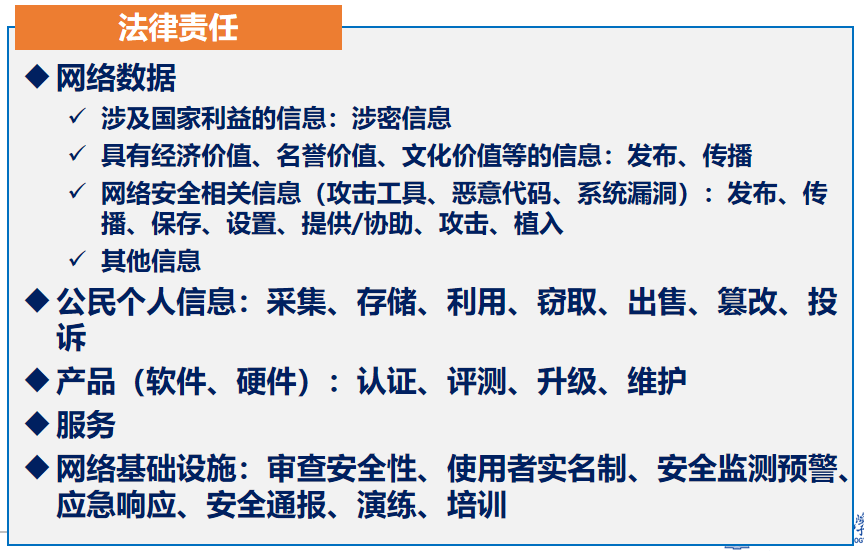 法律责任
网络数据
涉及国家利益的信息：涉密信息
具有经济价值、名誉价值、文化价值等的信息：发布、传播
网络安全相关信息（攻击工具、恶意代码、系统漏洞）：发布、传
播、保存、设置、提供/协助、攻击、植入
其他信息
公民个人信息：采集、存储、利用、窃取、出售、篡改、投
诉
产品（软件、硬件）：认证、评测、升级、维护
服务
网络基础设施：审查安全性、使用者实名制、安全监测预警、
应急响应、安全通报、演练、培训